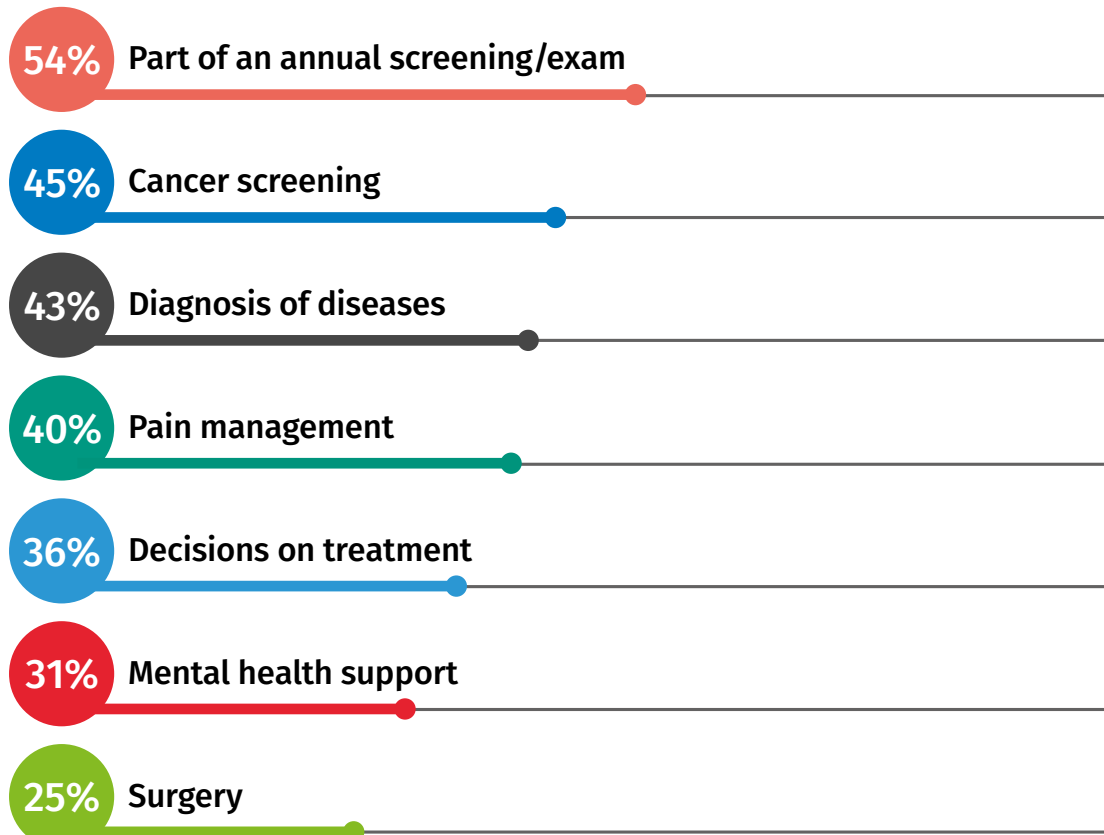 54% Part of an annual screening/exam
45% Cancer screening
43% Diagnosis of diseases
40% Pain management
36% Decisions on treatment
31% Mental health support
25% Surgery